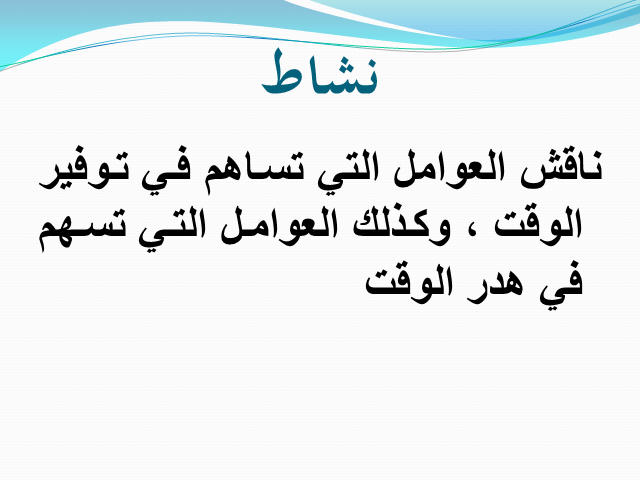 نشاط
ناقش العوامل التي تساهم في توفير
الوقت ، وكذلك العوامل التي تسهم
في هدر الوقت